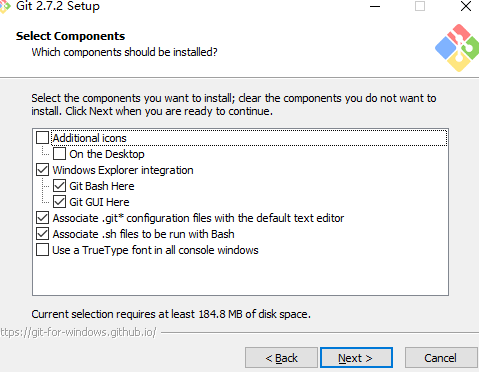 Git 2.7.2 Setup
Select Components
Which components should be installed?
Select the components you want to install; clear the components you do not want to
install. Click Next when you are ready to continue.
Additional icons
On the Desktop
Windows Explorer integration
Git Bash Here
Git GUI Here
Associate .git* configuration files with the default text editor
Associate .sh files to be run with Bash
Use a TrueType font in all console windows
Current selection requires at least 184.8 MB of disk space.
ttps://git-for-windows.github.io/
< Back
Next >
Cancel